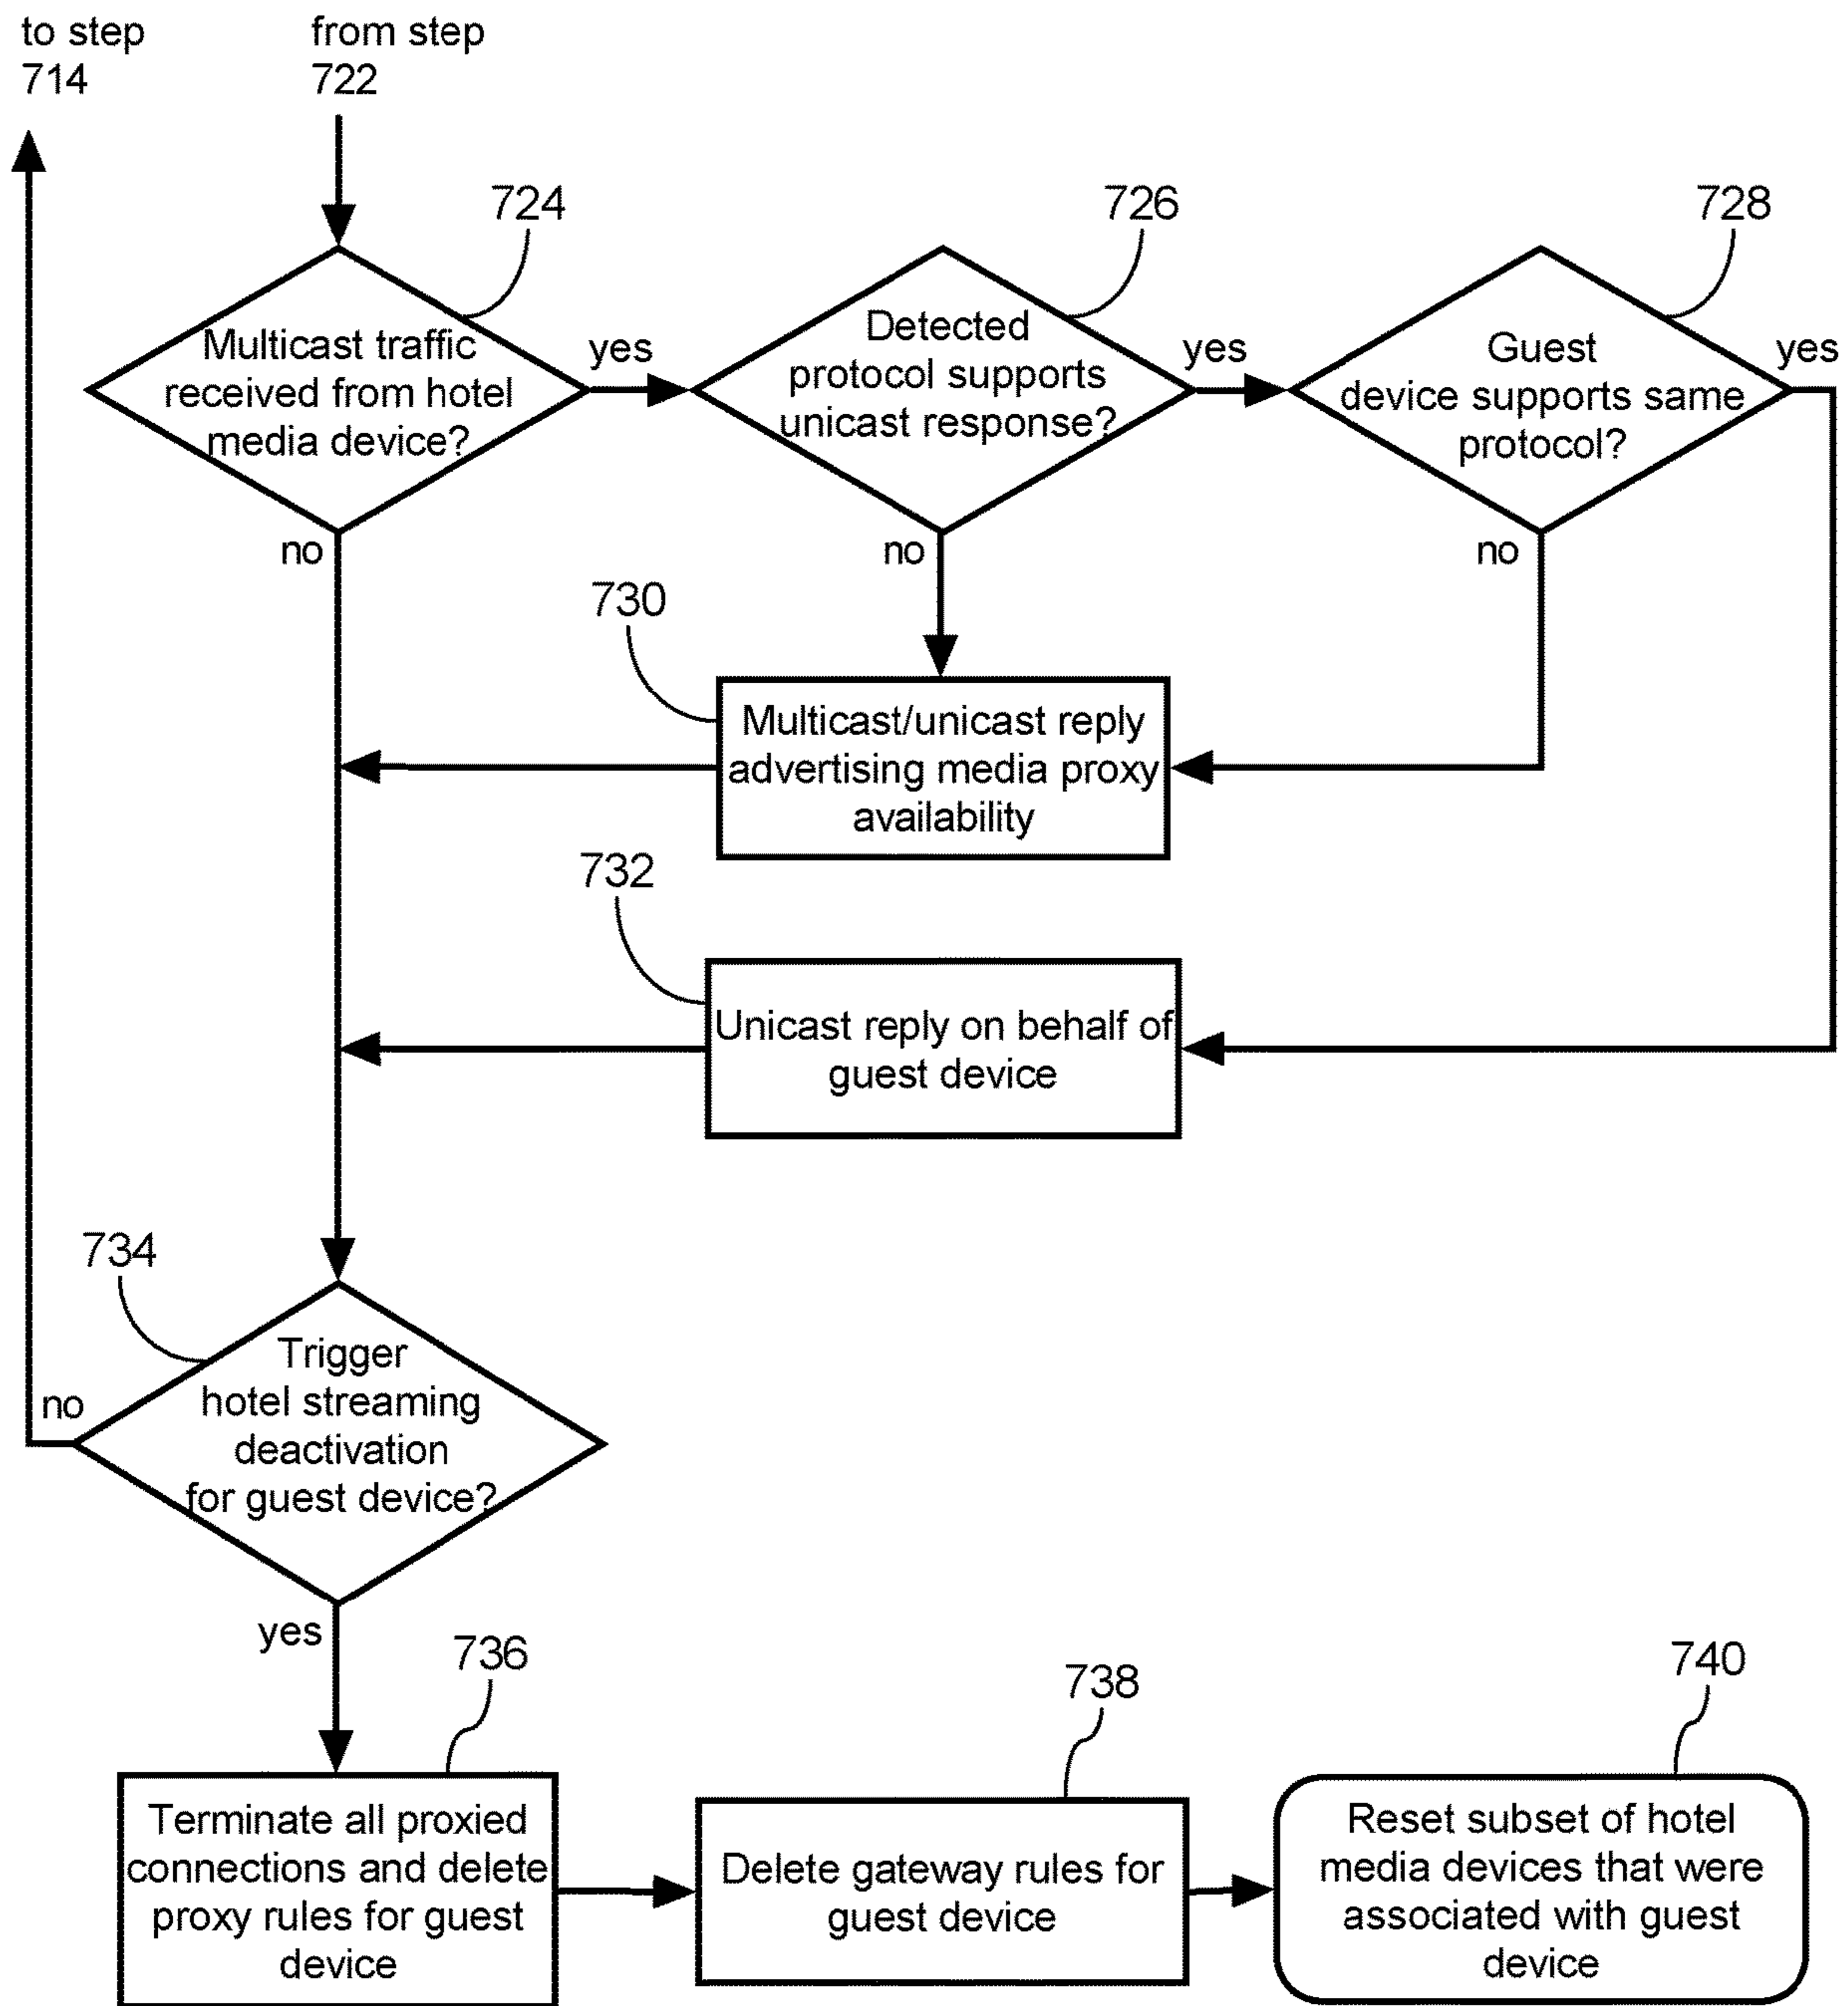 to step
714
from step
722
724
726
728
Multicast traffic
received from hotel
media device?
yes
Detected
protocol supports
unicast response?
yes
Guest
device supports same
protocol?
yes
no
no
no
730
Multicast/unicast reply
advertising media proxy
availability
732
Unicast reply on behalf of
guest device
734
Trigger
hotel streaming
deactivation
for guest device?
no
yes
736
738
740
Terminate all proxied
connections and delete
proxy rules for guest
device
Delete gateway rules for
guest device
Reset subset of hotel
media devices that were
associated with guest
device